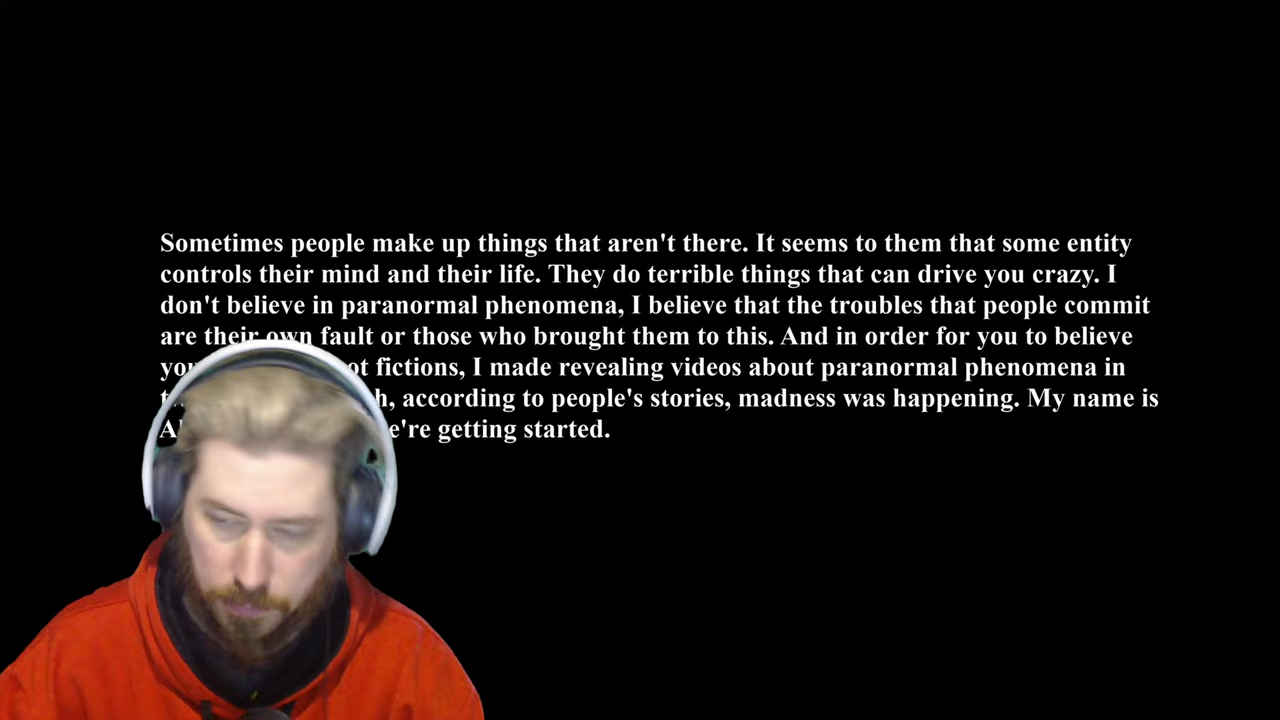 Sometimes people make up things that aren't there. It seems to them that some entity
controls their mind and their life. They do terrible things that can drive you crazy. I
don't believe in paranormal phenomena, I believe that the troubles that people commit
are their own fault or those who brought them to this. And in order for you to believe
fictions, I made revealing videos about paranormal phenomena in
according to people's stories, madness was happening. My name is
getting started.